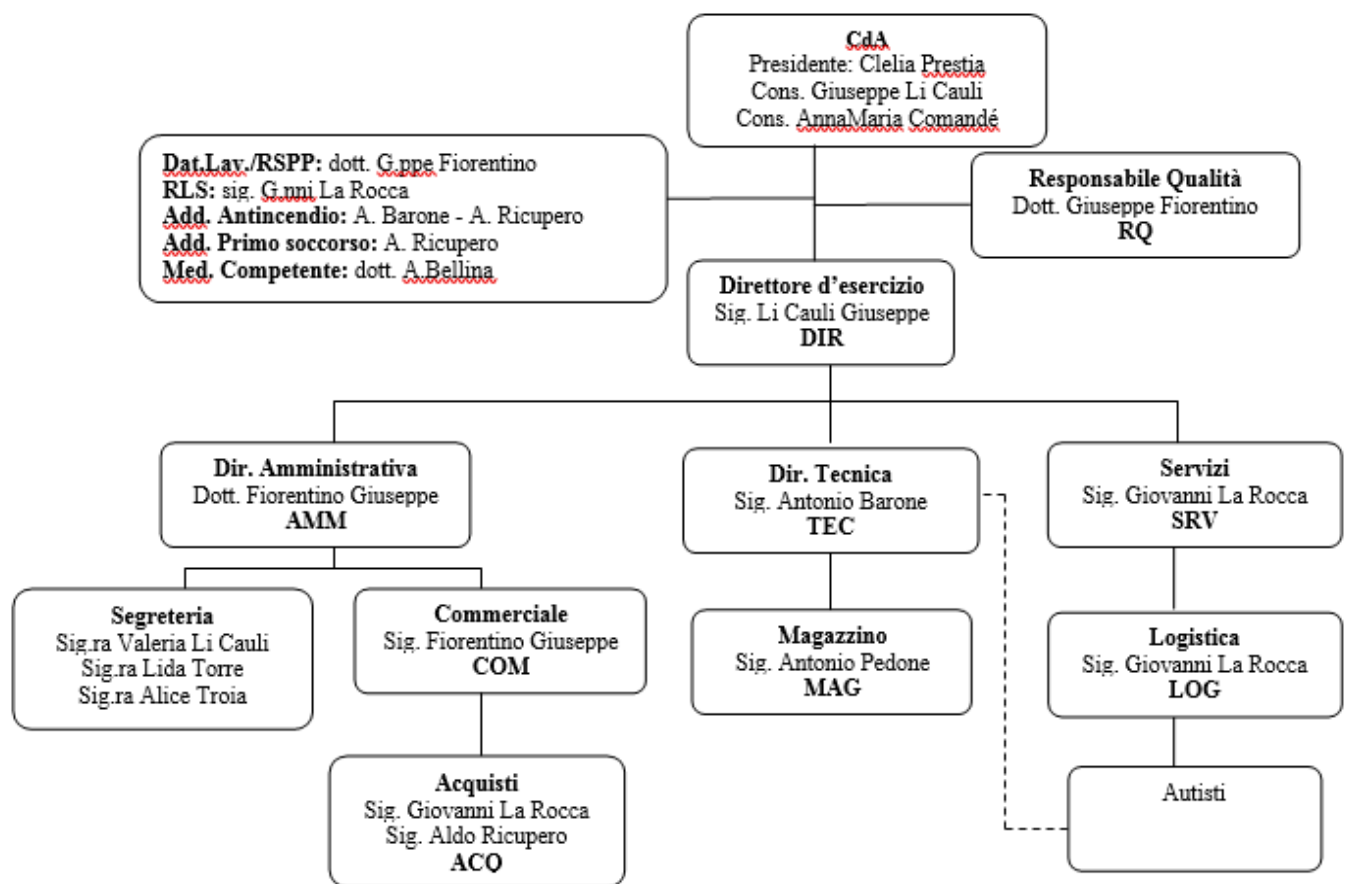 CdA
Presidente: Clelia Prestia
Cons. Giuseppe Li Cauli
Cons. AnnaMaria Comandé
Dat.Lav./RSPP: dott. G.ppe Fiorentino
RLS: sig. G.nni La Rocca
Add. Antincendio: A. Barone - A. Ricupero
Add. Primo soccorso: A. Ricupero
Med. Competente: dott. A.Bellina
Responsabile Qualità
Dott. Giuseppe Fiorentino
RQ
Direttore d’esercizio
Sig. Li Cauli Giuseppe
DIR
Dir. Amministrativa
Dott. Fiorentino Giuseppe
AMM
Dir. Tecnica
Sig. Antonio Barone
TEC
Servizi
Sig. Giovanni La Rocca
SRV
Segreteria
Sig.ra Valeria Li Cauli
Sig.ra Lida Torre
Sig.ra Alice Troia
Commerciale
Sig. Fiorentino Giuseppe
COM
Magazzino
Sig. Antonio Pedone
MAG
Logistica
Sig. Giovanni La Rocca
LOG
Acquisti
Sig. Giovanni La Rocca
Sig. Aldo Ricupero
ACQ
Autisti